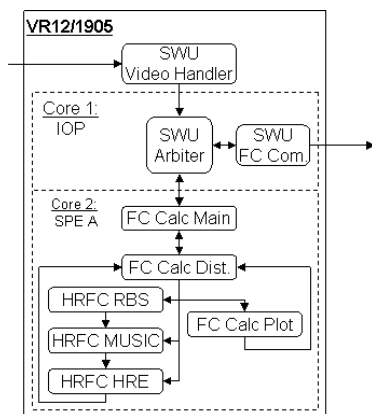 VR12/1905
SWU
Video Handler
Core 1:
IOP
SWU
Arbiter
SWU
FC Com.
Core 2:
SPE A
FC Calc Main
FC Calc Dist.
HRFC RBS
FC Calc Plot
HRFC MUSIC
HRFC HRE